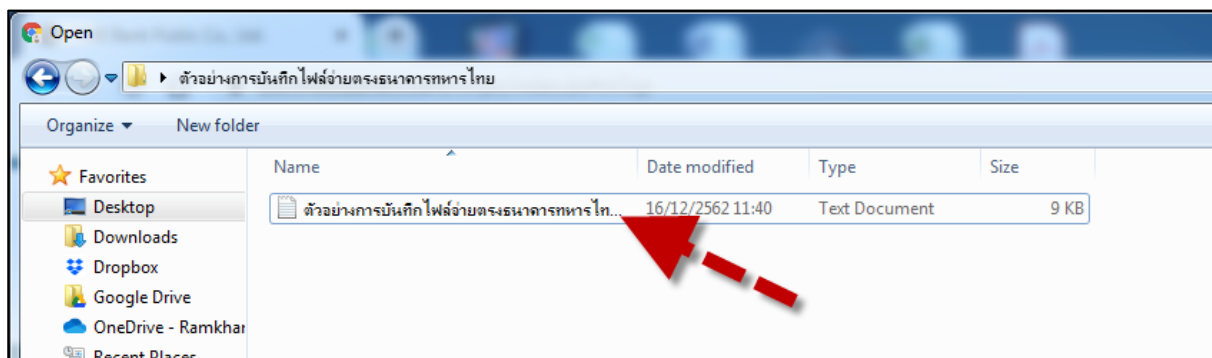 Open
ตัวอย่างการบันทึกไฟล์จ่ายตรงธนาคารทหารไทย
Organize New folder
Name Date modified Type Size
Favorites
Desktop
ตัวอย่างการบันทึกไฟล์จ่ายตรงธนาคารทหารไท... 16/12/2562 11:40 Text Document 9 KB
Downloads
Dropbox
Google Drive
OneDrive - Ramkhar
Recent Places